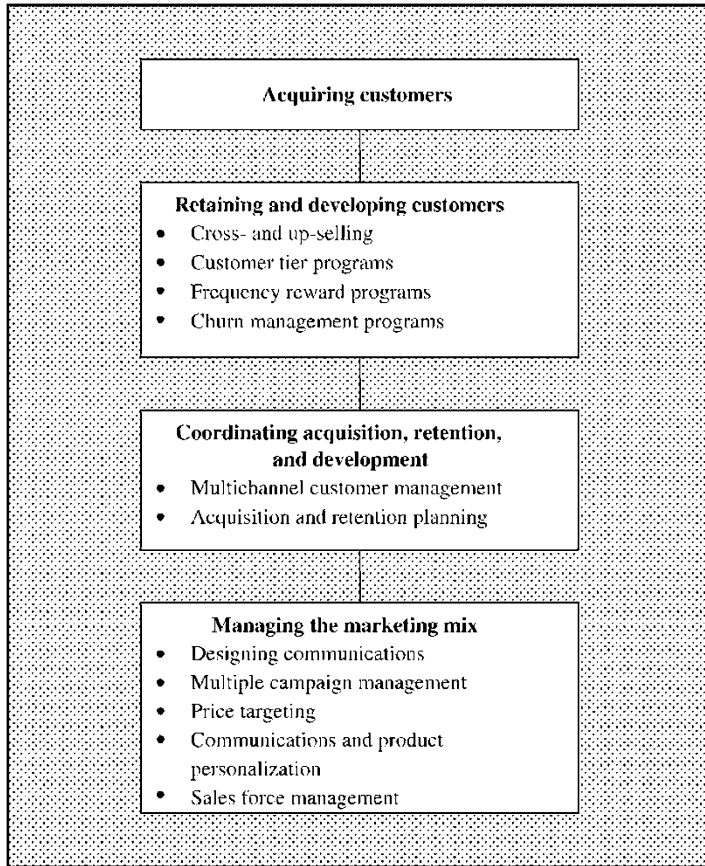 Acquiring customers
Retaining and developing customers
• Cross- and up-selling
• Customer tier programs
• Frequency reward programs
• Churn management programs
Coordinating acquisition, retention,
and development
• Multichannel customer management
• Acquisition and retention planning
Managing the marketing mix
• Designing communications
• Multiple campaign management
• Price targeting
• Communications and product
personalization
• Sales force management